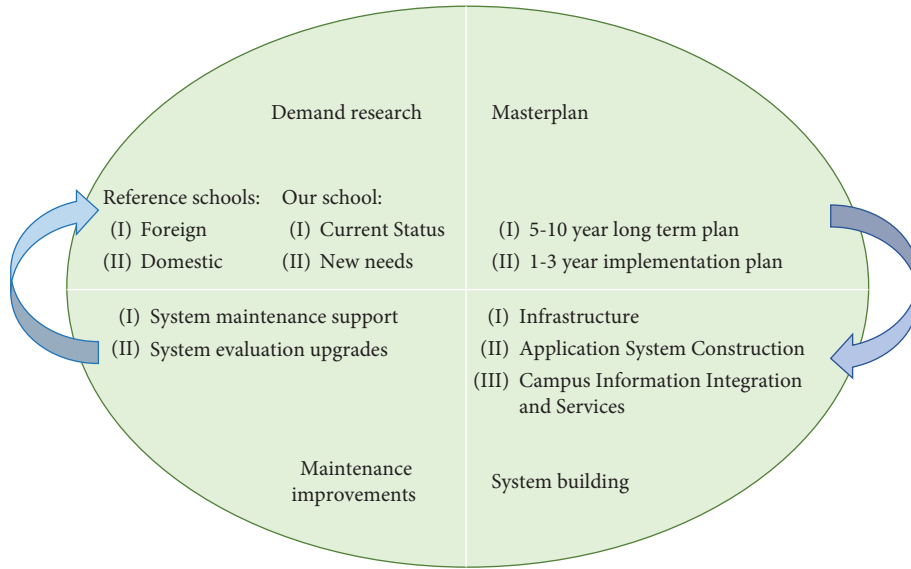 Demand research
Masterplan
Reference schools:
(I) Foreign
(II) Domestic
Our school:
(I) Current Status
(II) New needs
(I) 5-10 year long term plan
(II) 1-3 year implementation plan
(I) System maintenance support
(II) System evaluation upgrades
(I) Infrastructure
(II) Application System Construction
(III) Campus Information Integration
and Services
Maintenance
improvements
System building